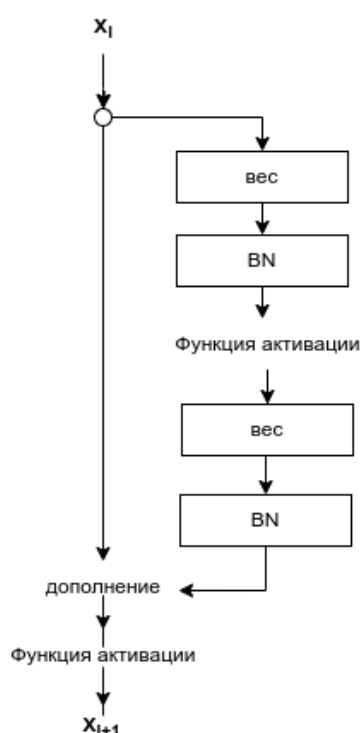 X_l
вес
BN
Функция активации
вес
BN
дополнение
Функция активации
X_l+1